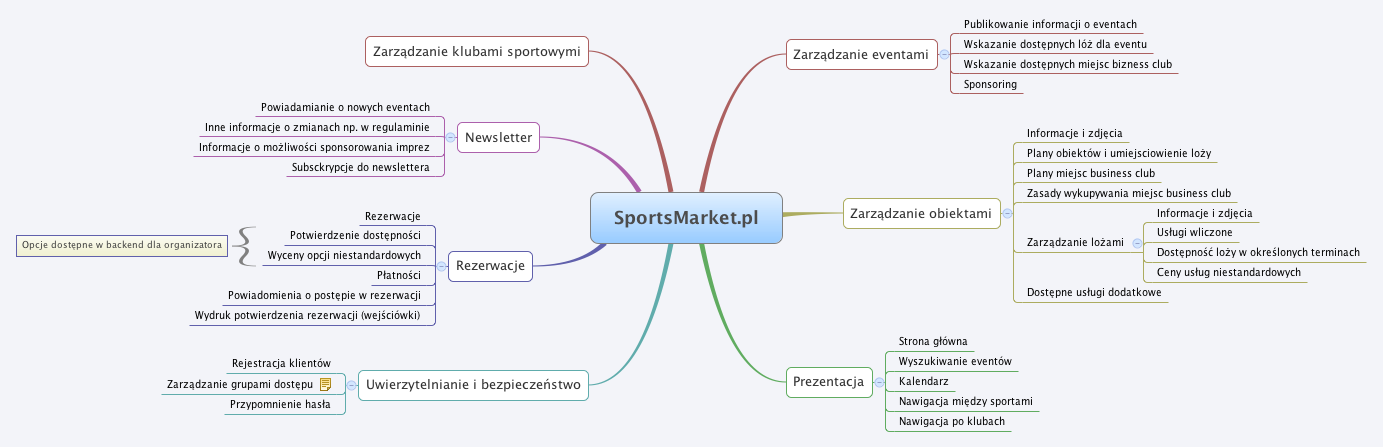 SportsMarket.pl
Zarządzanie eventami
Publikowanie informacji o eventach
Wskazanie dostępnych lóż dla eventu
Wskazanie dostępnych miejsc bizness club
Sponsoring
Zarządzanie obiektami
Informacje i zdjęcia
Plany obiektów i umiejsciowienie loży
Plany miejsc business club
Zasady wykupywania miejsc business club
Zarządzanie lożami
Informacje i zdjęcia
Usługi wliczone
Dostępność loży w określonych terminach
Ceny usług niestandardowych
Dostępne usługi dodatkowe
Prezentacja
Strona główna
Wyszukiwanie eventów
Kalendarz
Nawigacja między sportami
Nawigacja po klubach
Zarządzanie klubami sportowymi
Newsletter
Powiadamianie o nowych eventach
Inne informacje o zmianach np. w regulaminie
Informacje o możliwości sponsorowania imprez
Subsckrypcje do newslettera
Rezerwacje
Rezerwacje
Potwierdzenie dostępności
Wyceny opcji niestandardowych
Opcje dostępne w backend dla organizatora
Płatności
Powiadomienia o postępie w rezerwacji
Wydruk potwierdzenia rezerwacji (wejściówki)
Uwierzytelnianie i bezpieczeństwo
Rejestracja klientów
Zarządzanie grupami dostępu
Przypomnienie hasła